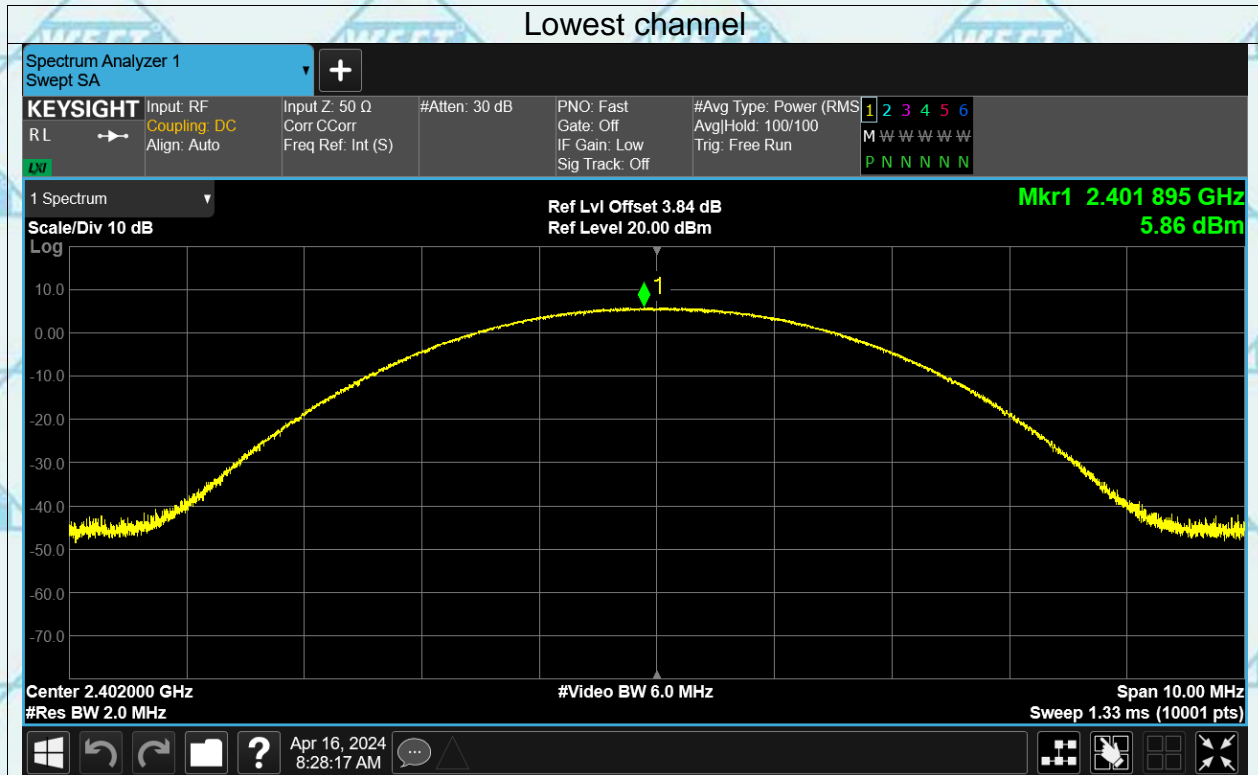 Lowest channel
Spectrum Analyzer 1
Swept SA
KEYSIGHT
RL
LXI
Input: RF
Coupling: DC
Align: Auto
Input Z: 50 Ω
Corr CCorr
Freq Ref: Int (S)
#Atten: 30 dB
PNO: Fast
Gate: Off
IF Gain: Low
Sig Track: Off
#Avg Type: Power (RMS
Avg|Hold: 100/100
Trig: Free Run
1 2 3 4 5 6
M W W W W W
P N N N N N
1 Spectrum
Scale/Div 10 dB
Ref Lvl Offset 3.84 dB
Ref Level 20.00 dBm
Mkr1 2.401 895 GHz
5.86 dBm
Log
1
10.0
0.00
-10.0
-20.0
-30.0
-40.0
-50.0
-60.0
-70.0
Center 2.402000 GHz
#Video BW 6.0 MHz
Span 10.00 MHz
#Res BW 2.0 MHz
Sweep 1.33 ms (10001 pts)
?
Apr 16, 2024
8:28:17 AM